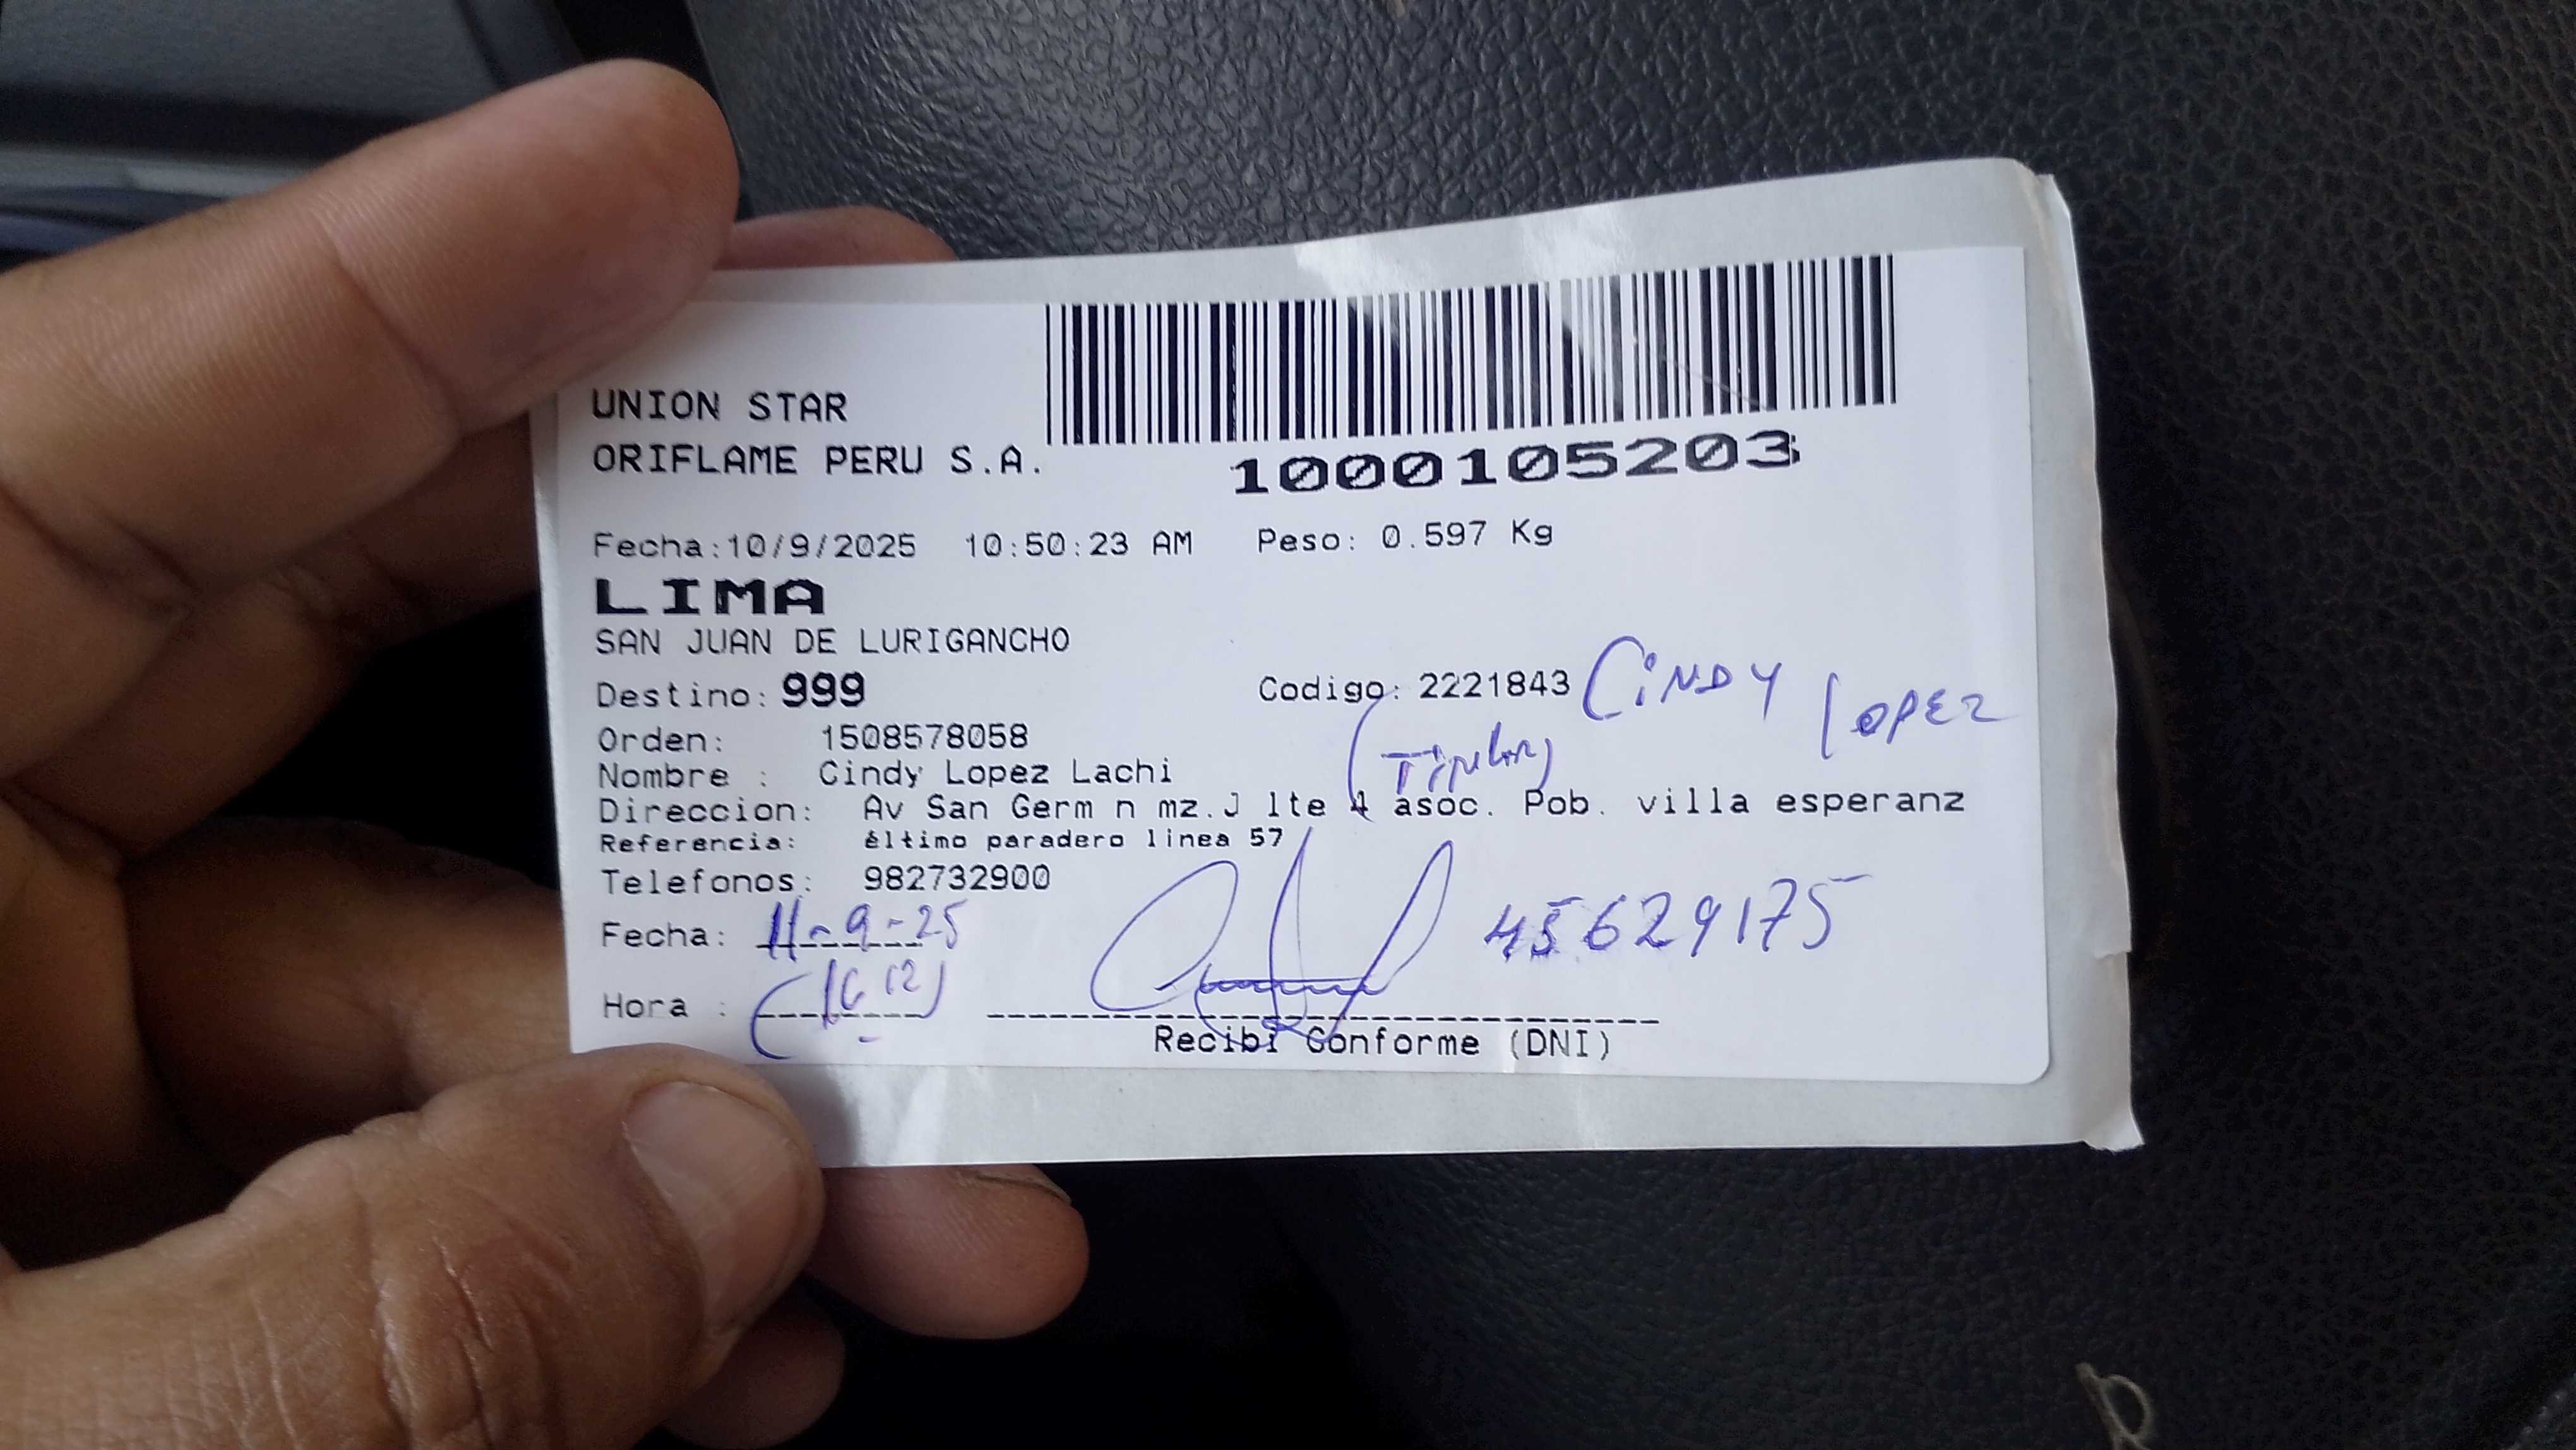 UNION STAR
ORIFLAME PERU S.A.
1000105203
Fecha:10/9/2025 10:50:23 AM Peso: 0.597 Kg
LIMA
SAN JUAN DE LURIGANCHO
Destino: 999 Codigo: 2221843 CiNDY lOPEZ
Orden: 1508578058
Nombre : Cindy Lopez Lachi
Direccion: Av San Germ n mz.J lte 4 asoc. Pob. villa esperanz
Referencia: éltimo paradero linea 57
Telefonos: 982732900
Fecha: 11-9-25 45629175
Hora :
Recibi Conforme (DNI)